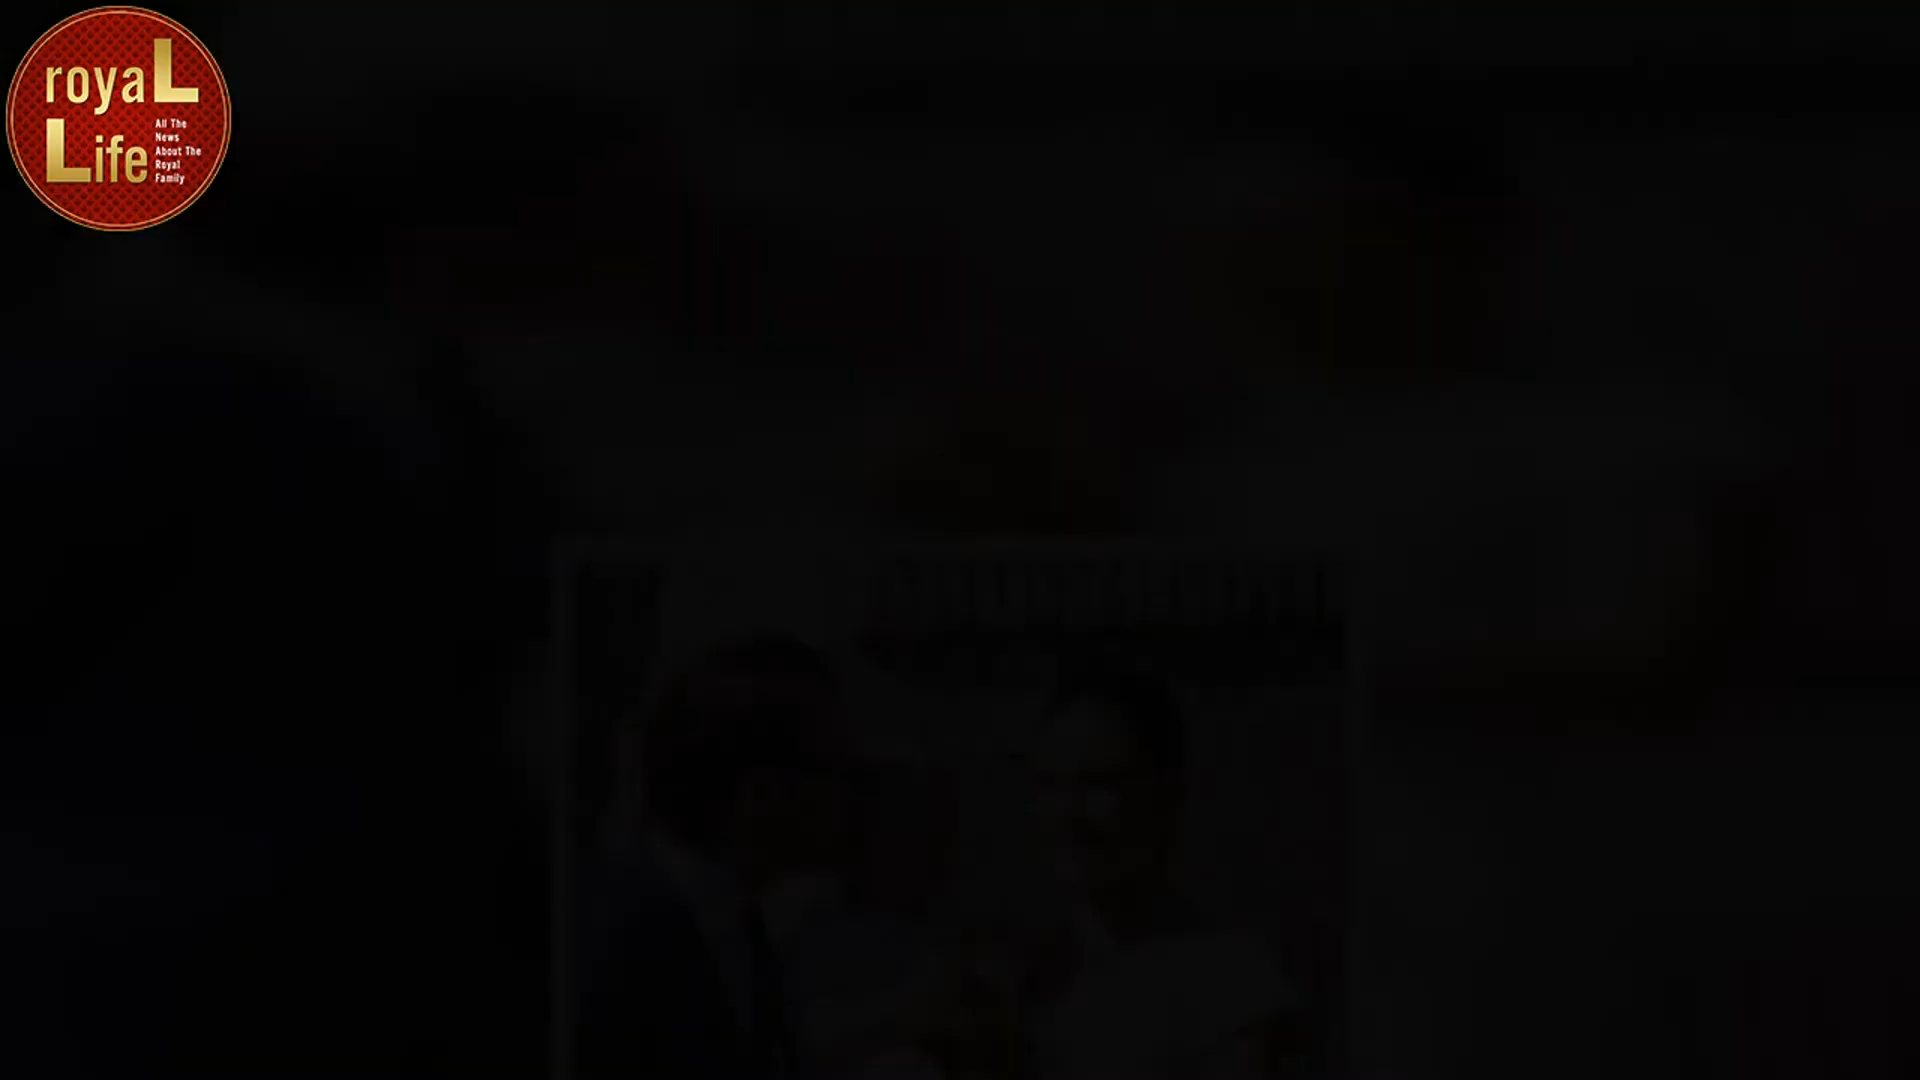 royaL
Life
All The
News
About The
Royal
Family